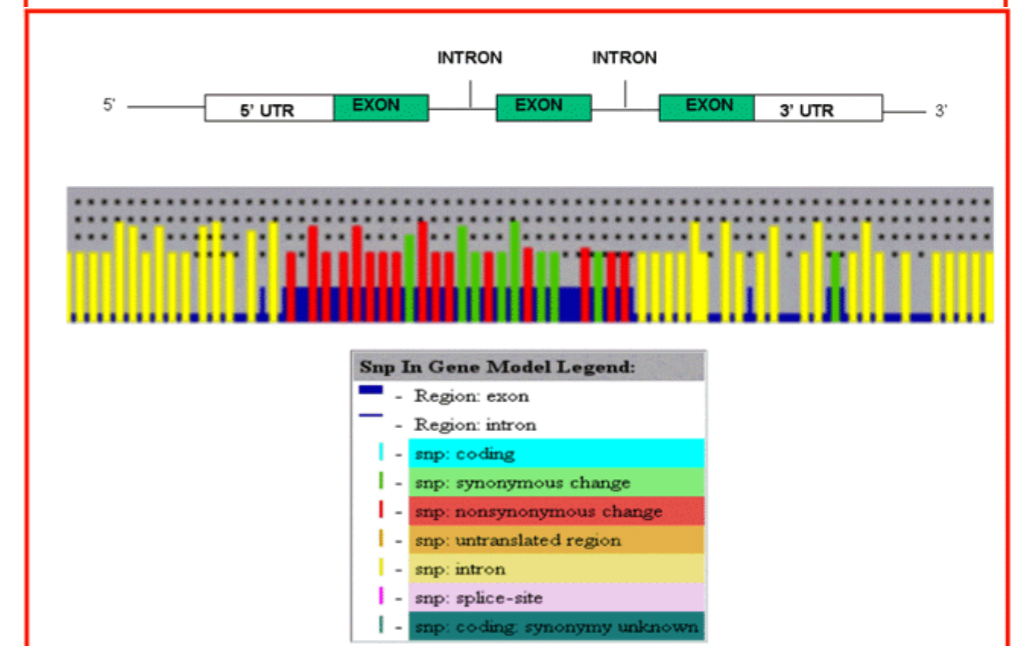 INTRON INTRON
5' 5' UTR EXON EXON EXON 3' UTR 3'
Snp In Gene Model Legend:
- Region: exon
- Region: intron
- snp: coding
- snp: synonymous change
- snp: nonsynonymous change
- snp: untranslated region
- snp: intron
- snp: splice-site
- snp: coding: synonymy unknown